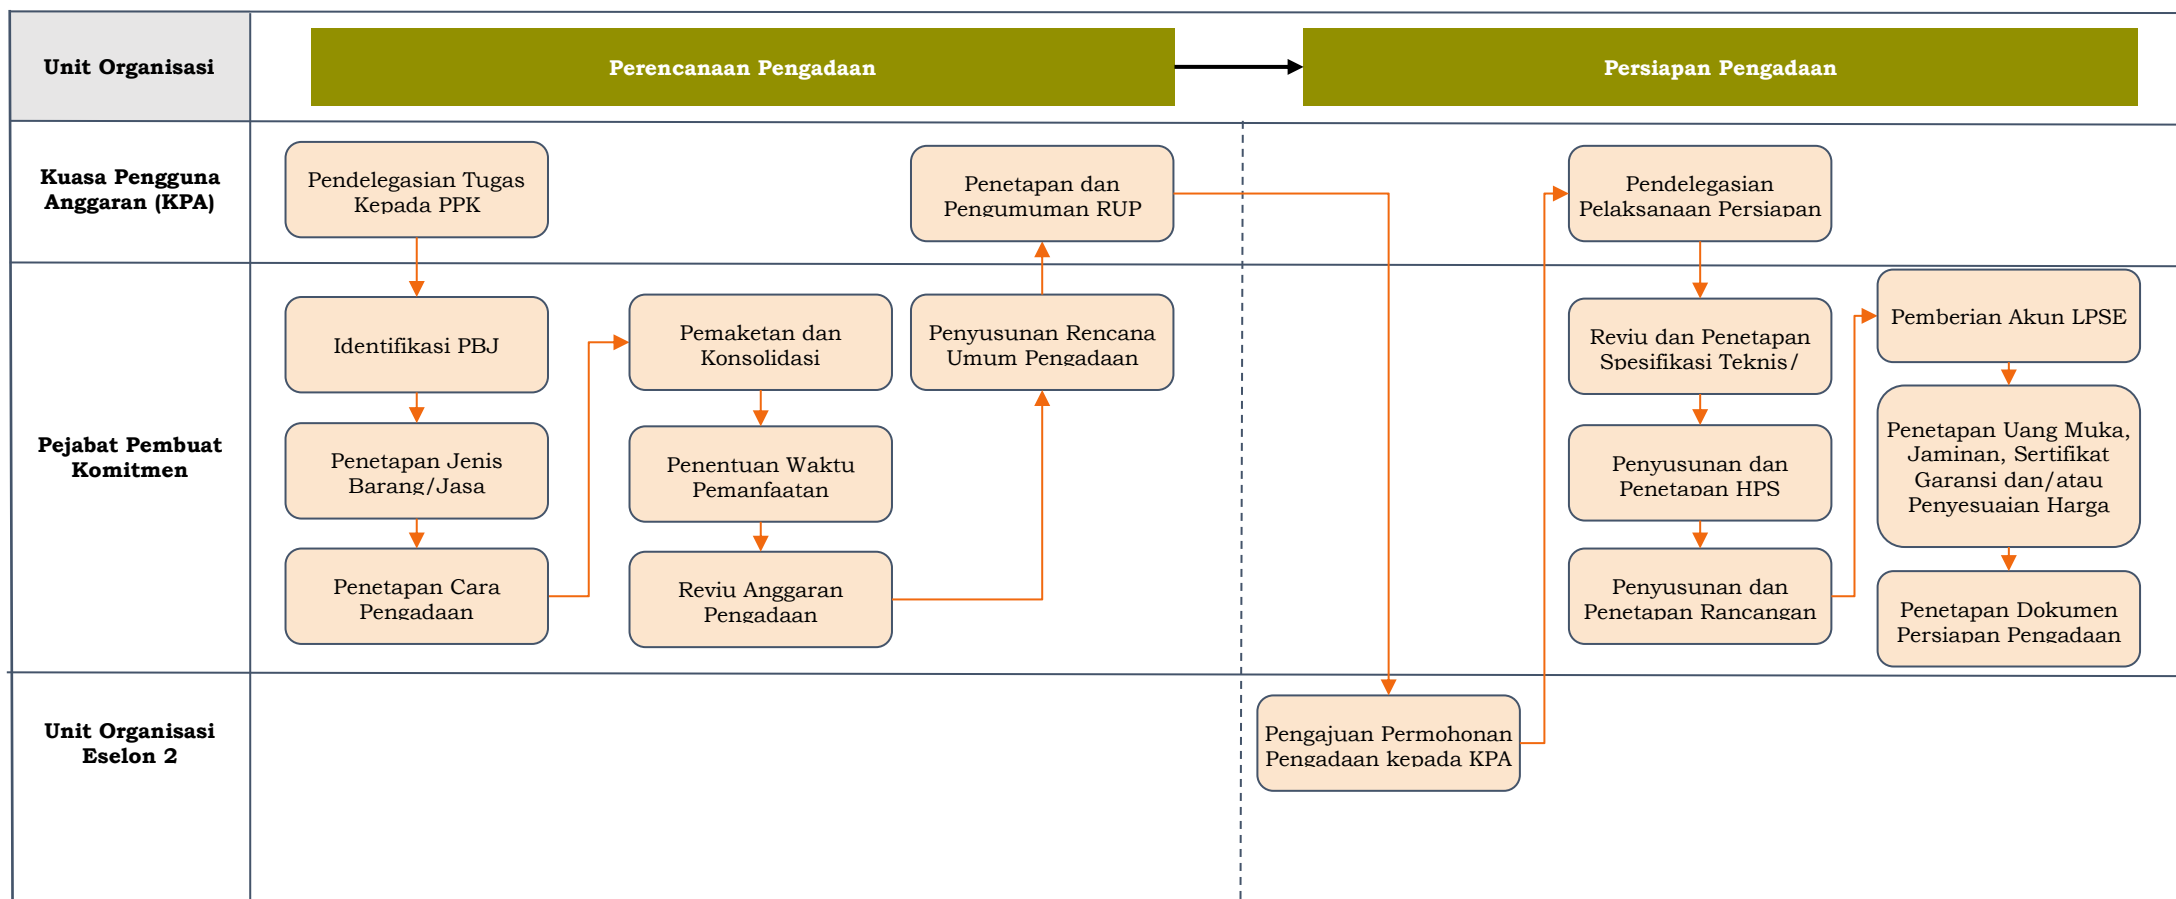 Unit Organisasi
Perencanaan Pengadaan
Persiapan Pengadaan
Kuasa Pengguna
Anggaran (KPA)
Pendelegasian Tugas
Kepada PPK
Penetapan dan
Pengumuman RUP
Pendelegasian
Pelaksanaan Persiapan
Pejabat Pembuat
Komitmen
Identifikasi PBJ
Penetapan Jenis
Barang/Jasa
Penetapan Cara
Pengadaan
Pemaketan dan
Konsolidasi
Penentuan Waktu
Pemanfaatan
Reviu Anggaran
Pengadaan
Penyusunan Rencana
Umum Pengadaan
Reviu dan Penetapan
Spesifikasi Teknis/
Penyusunan dan
Penetapan HPS
Penyusunan dan
Penetapan Rancangan
Pemberian Akun LPSE
Penetapan Uang Muka,
Jaminan, Sertifikat
Garansi dan/atau
Penyesuaian Harga
Penetapan Dokumen
Persiapan Pengadaan
Unit Organisasi
Eselon 2
Pengajuan Permohonan
Pengadaan kepada KPA